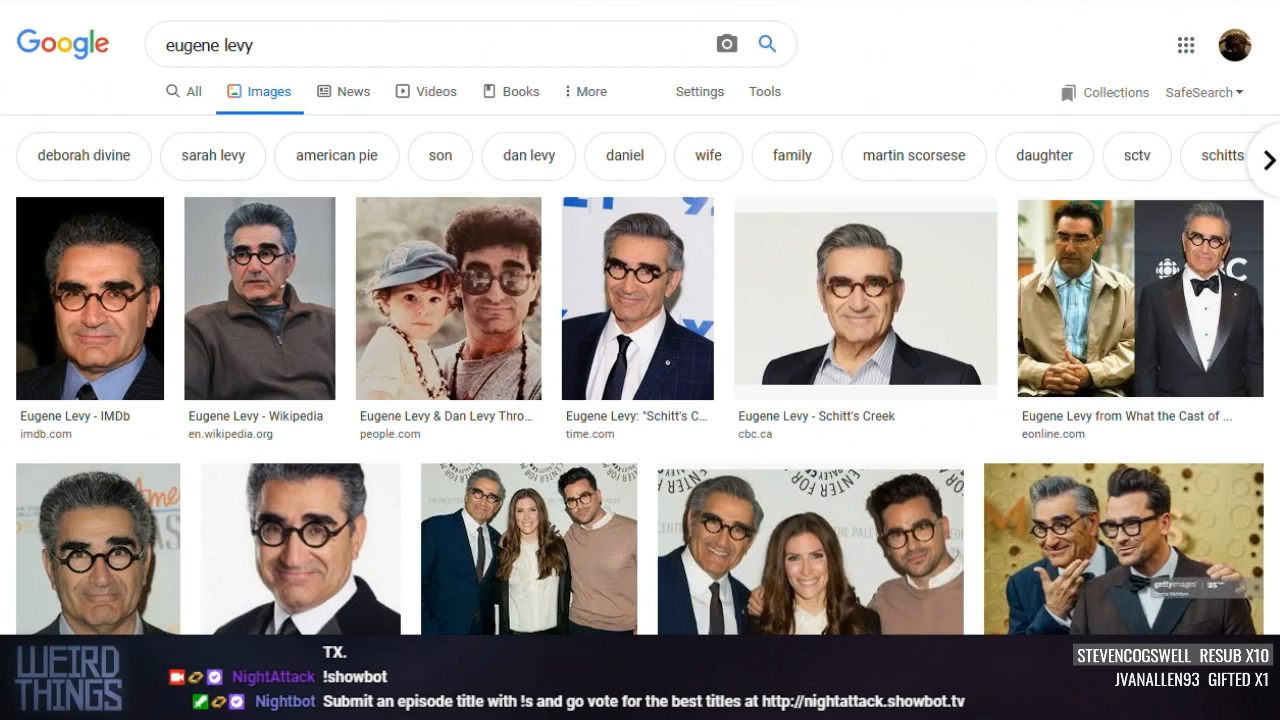 Google
eugene levy
All Images News Videos Books More Settings Tools Collections SafeSearch
deborah divine sarah levy american pie son dan levy daniel wife family martin scorsese daughter sctv schitts
Eugene Levy - IMDb
imdb.com
Eugene Levy - Wikipedia
en.wikipedia.org
Eugene Levy & Dan Levy Thro...
people.com
Eugene Levy: "Schitt's C...
time.com
Eugene Levy - Schitt's Creek
cbc.ca
Eugene Levy from What the Cast of ...
eonline.com
gettyimages
WEIRD
THINGS
TX.
NightAttack !showbot
Nightbot Submit an episode title with !s and go vote for the best titles at http://nightattack.showbot.tv
STEVENCOGSWELL RESUB X10
JVANALLEN93 GIFTED X1